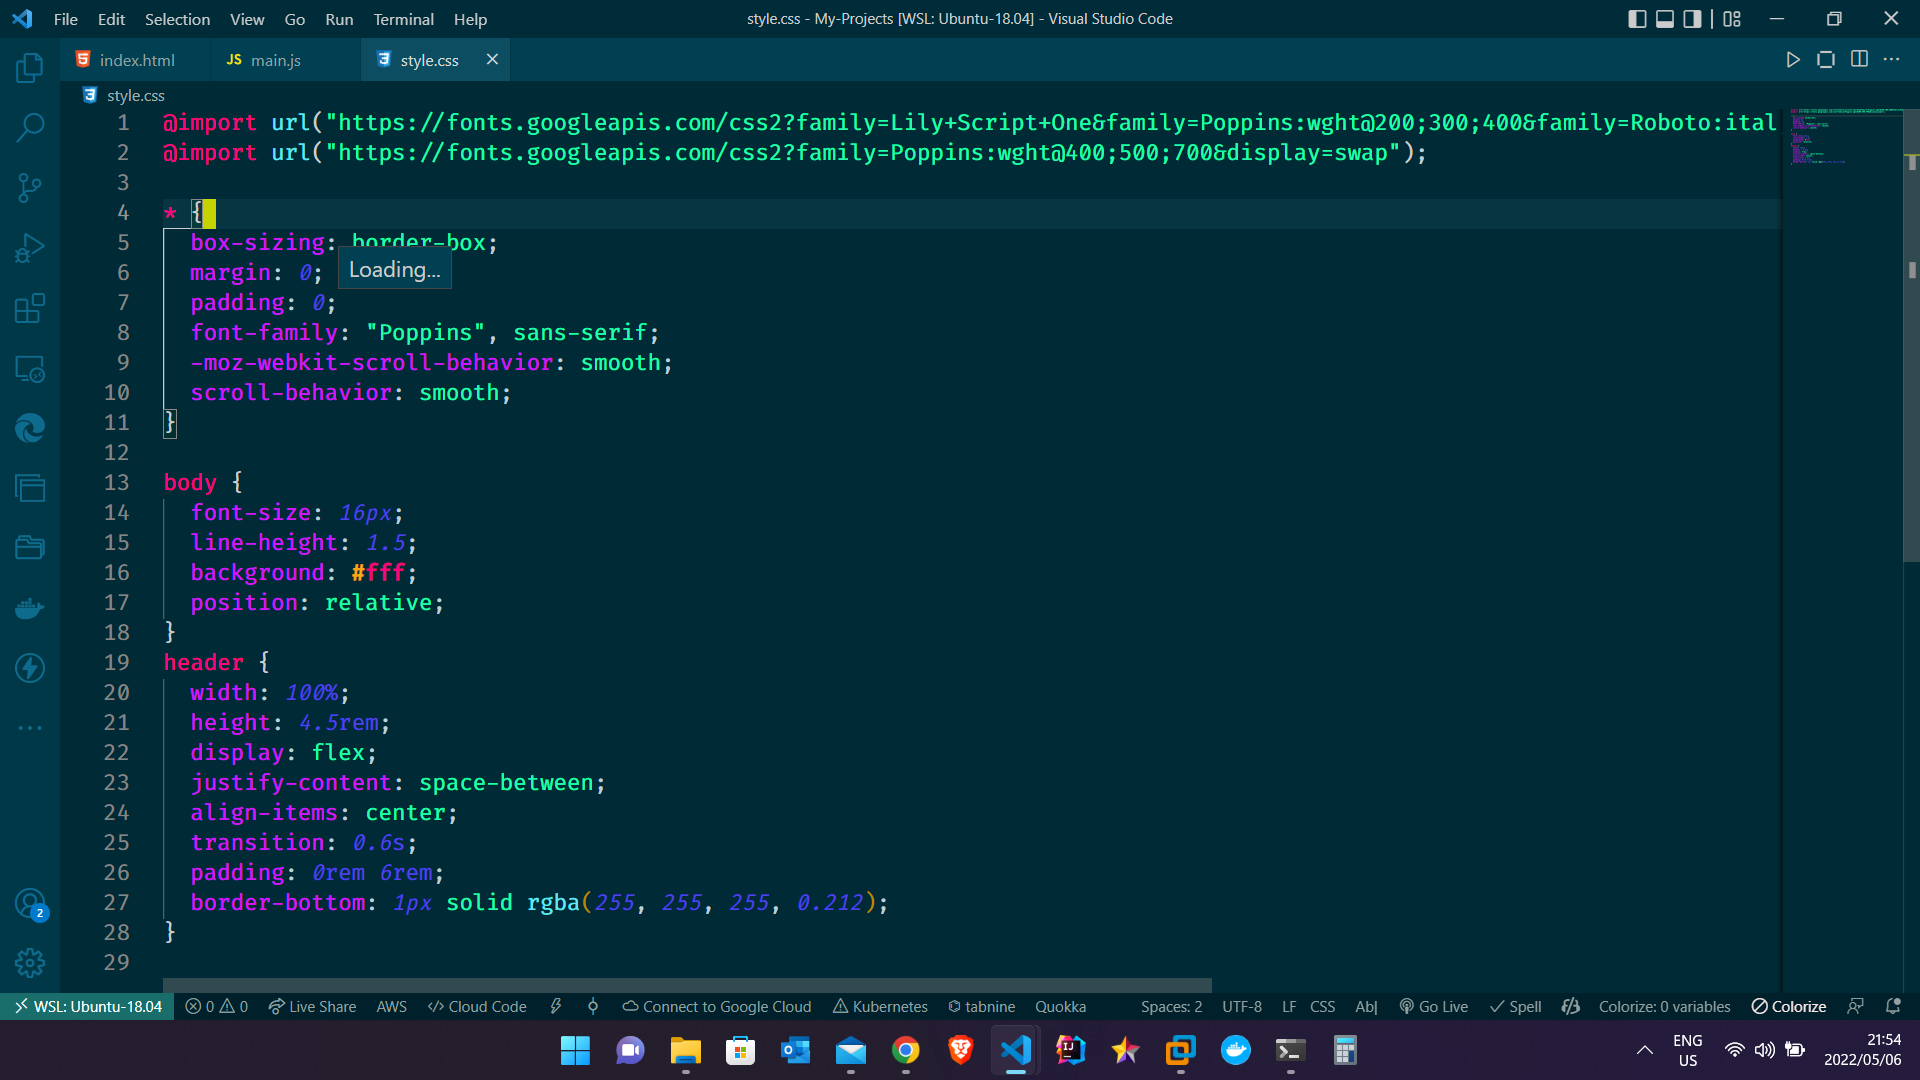 File Edit Selection View Go Run Terminal Help
style.css - My-Projects [WSL: Ubuntu-18.04] - Visual Studio Code
index.html
JS main.js
style.css
style.css
1 @import url("https://fonts.googleapis.com/css2?family=Lily+Script+One&family=Poppins:wght@200;300;400&family=Roboto:ital
2 @import url("https://fonts.googleapis.com/css2?family=Poppins:wght@400;500;700&display=swap");
3
4 * {
5 box-sizing: border-box;
6 margin: 0;
Loading...
7 padding: 0;
8 font-family: "Poppins", sans-serif;
9 -moz-webkit-scroll-behavior: smooth;
10 scroll-behavior: smooth;
11 }
12
13 body {
14 font-size: 16px;
15 line-height: 1.5;
16 background: #fff;
17 position: relative;
18 }
19 header {
20 width: 100%;
21 height: 4.5rem;
22 display: flex;
23 justify-content: space-between;
24 align-items: center;
25 transition: 0.6s;
26 padding: 0rem 6rem;
27 border-bottom: 1px solid rgba(255, 255, 255, 0.212);
28 }
29
2
WSL: Ubuntu-18.04 0 0 Live Share AWS Cloud Code Connect to Google Cloud Kubernetes tabnine Quokka Spaces: 2 UTF-8 LF CSS Ab| Go Live Spell Colorize: 0 variables Colorize
ENG
US
21:54
2022/05/06